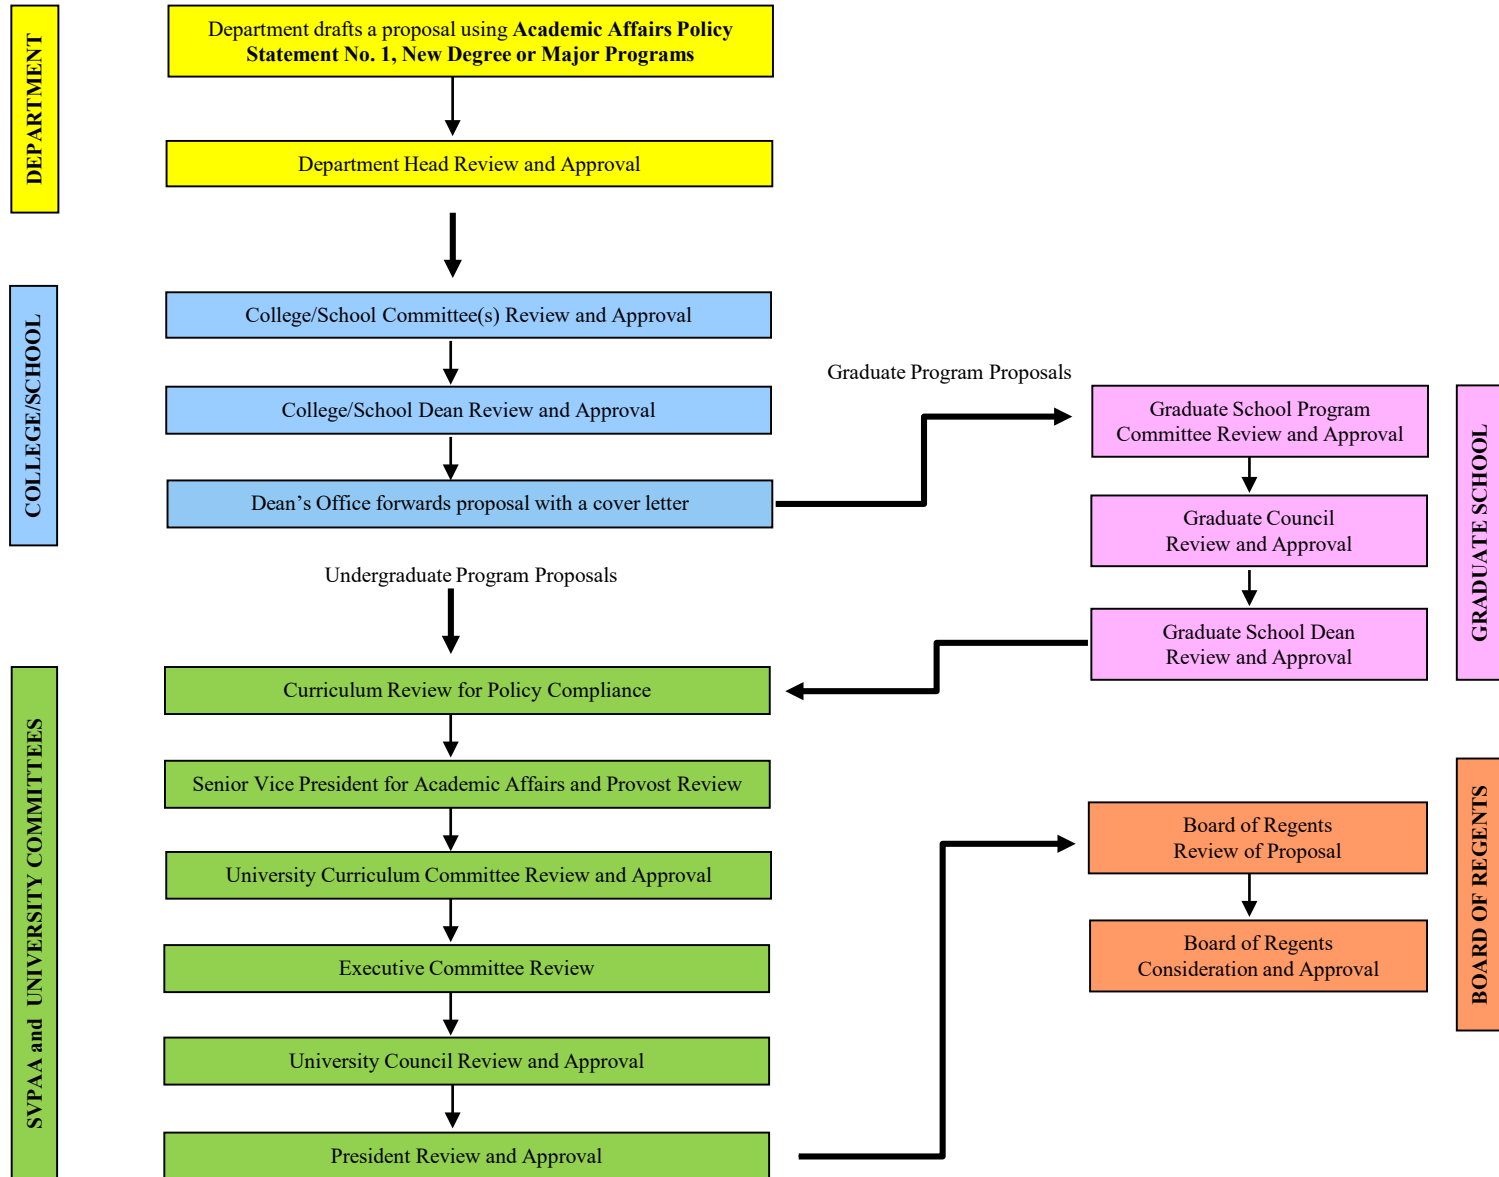 DEPARTMENT
Department drafts a proposal using Academic Affairs Policy
Statement No. 1, New Degree or Major Programs
Department Head Review and Approval
COLLEGE/SCHOOL
College/School Committee(s) Review and Approval
College/School Dean Review and Approval
Dean’s Office forwards proposal with a cover letter
Graduate Program Proposals
GRADUATE SCHOOL
Graduate School Program
Committee Review and Approval
Graduate Council
Review and Approval
Graduate School Dean
Review and Approval
Undergraduate Program Proposals
SVPAA and UNIVERSITY COMMITTEES
Curriculum Review for Policy Compliance
Senior Vice President for Academic Affairs and Provost Review
University Curriculum Committee Review and Approval
Executive Committee Review
University Council Review and Approval
President Review and Approval
BOARD OF REGENTS
Board of Regents
Review of Proposal
Board of Regents
Consideration and Approval